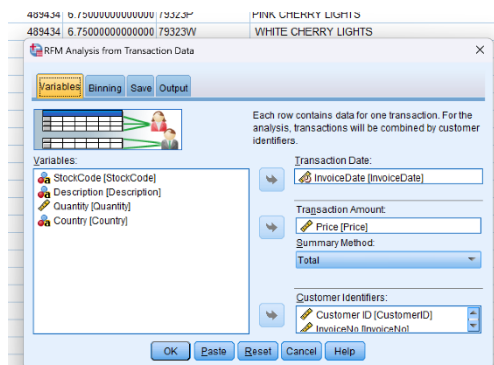 489434 6.75000000000000 79323P PINK CHERRY LIGHTS
489434 6.75000000000000 79323W WHITE CHERRY LIGHTS
RFM Analysis from Transaction Data
Variables Binning Save Output
Each row contains data for one transaction. For the
analysis, transactions will be combined by customer
identifiers.
Variables:
StockCode [StockCode]
Description [Description]
Quantity [Quantity]
Country [Country]
Transaction Date:
InvoiceDate [InvoiceDate]
Transaction Amount:
Price [Price]
Summary Method:
Total
Customer Identifiers:
Customer ID [CustomerID]
InvoiceNo [InvoiceNo]
OK Paste Reset Cancel Help